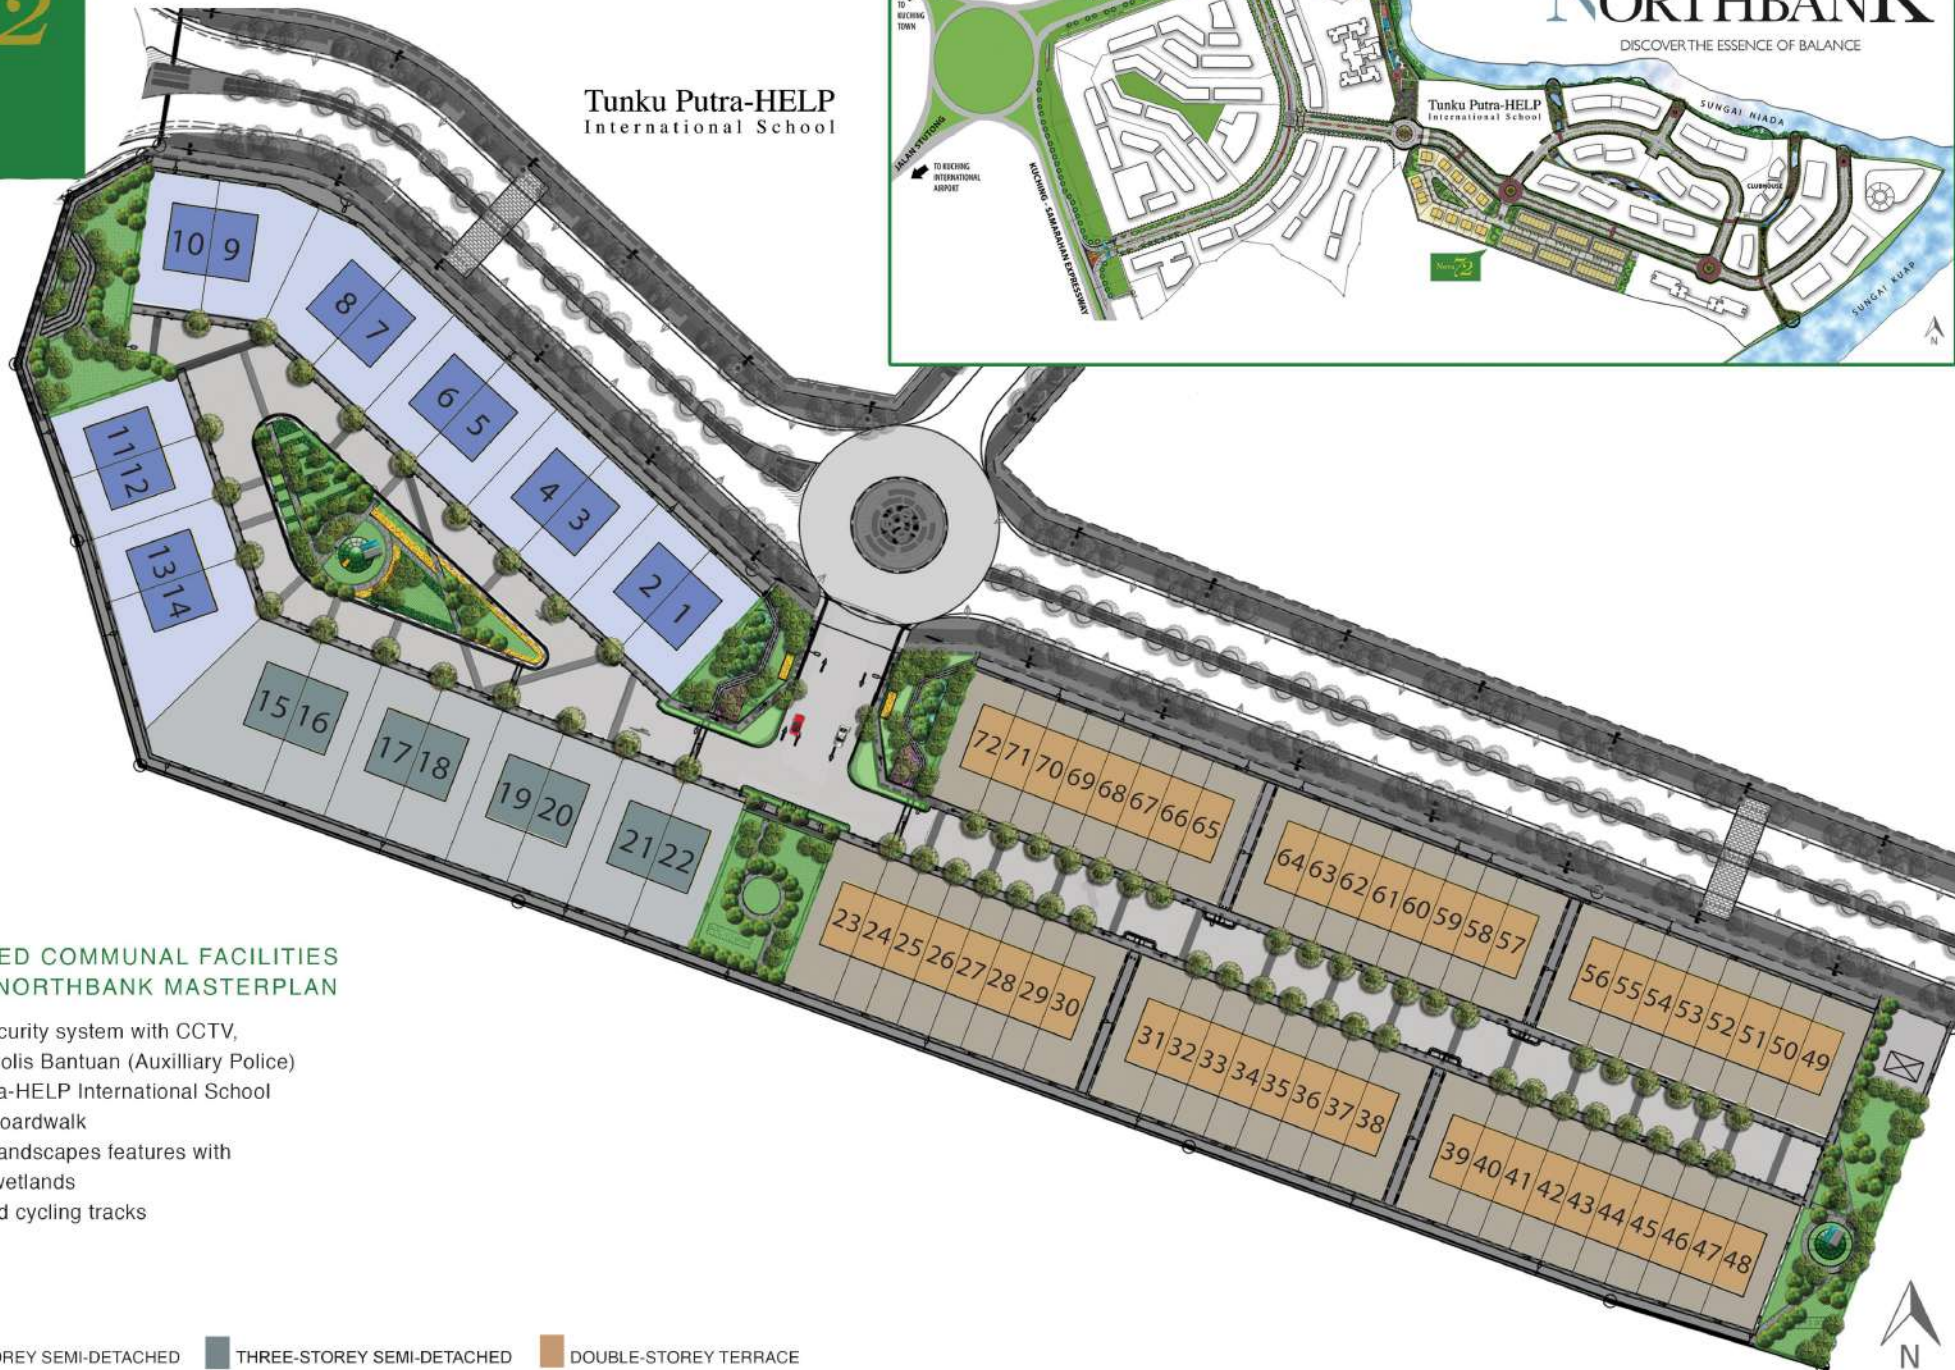 72
TO
KUCHING
TOWN
JALAN STUTONG
TO KUCHING
INTERNATIONAL
AIRPORT
KUCHING - SAMARAHAN EXPRESSWAY
NORTHBANK
DISCOVER THE ESSENCE OF BALANCE
Tunku Putra-HELP
International School
SUNGAI NIADA
CLUBHOUSE
SUNGAI KUAP
72
N
Tunku Putra-HELP
International School
10 9
8 7
6 5
4 3
2 1
11 12
13 14
15 16
17 18
19 20
21 22
72 71 70 69 68 67 66 65
64 63 62 61 60 59 58 57
56 55 54 53 52 51 50 49
23 24 25 26 27 28 29 30
31 32 33 34 35 36 37 38
39 40 41 42 43 44 45 46 47 48
ED COMMUNAL FACILITIES
NORTHBANK MASTERPLAN
curity system with CCTV,
olis Bantuan (Auxilliary Police)
a-HELP International School
oardwalk
andscapes features with
wetlands
d cycling tracks
OREY SEMI-DETACHED
THREE-STOREY SEMI-DETACHED
DOUBLE-STOREY TERRACE
N